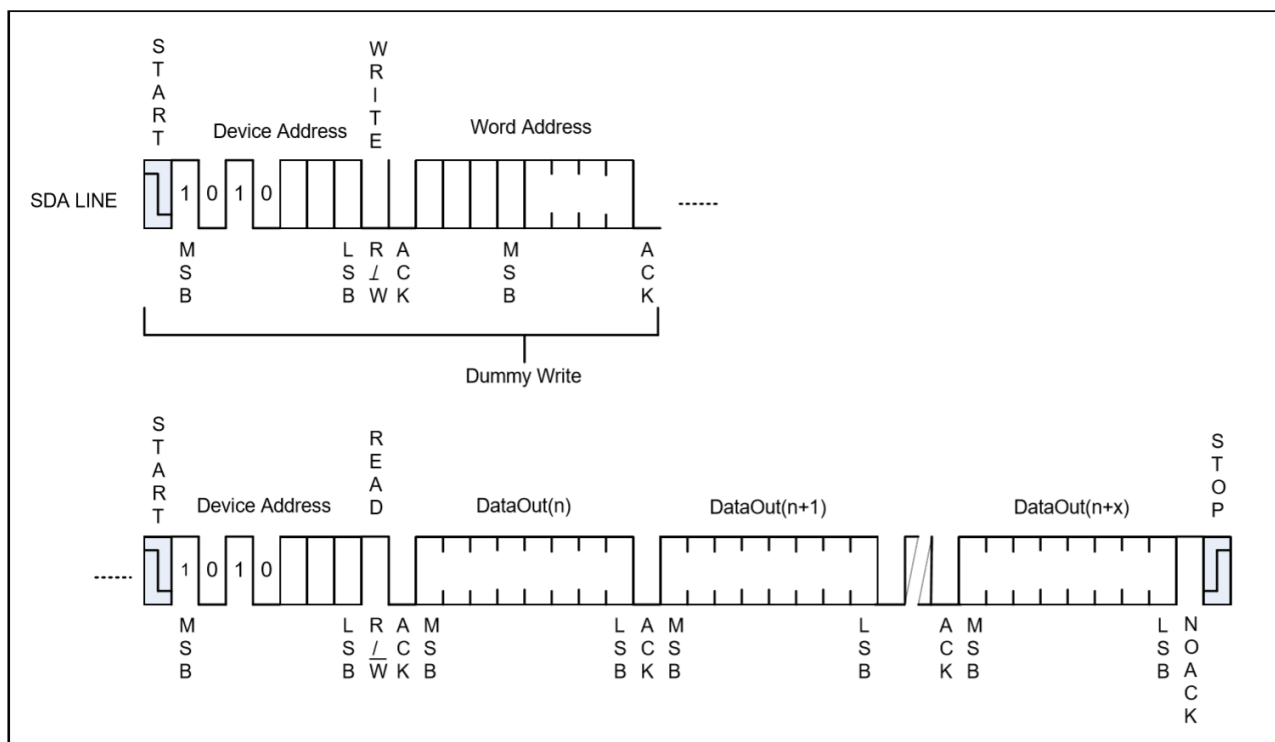 START
WRITE
Device Address
Word Address
SDA LINE
1 0 1 0
......
MSB
LSB
R/W
ACK
MSB
ACK
Dummy Write
START
READ
STOP
Device Address
DataOut(n)
DataOut(n+1)
DataOut(n+x)
......
1 0 1 0
MSB
LSB
R/W
ACK
MSB
LSB
ACK
MSB
LSB
ACK
MSB
LSB
NOACK